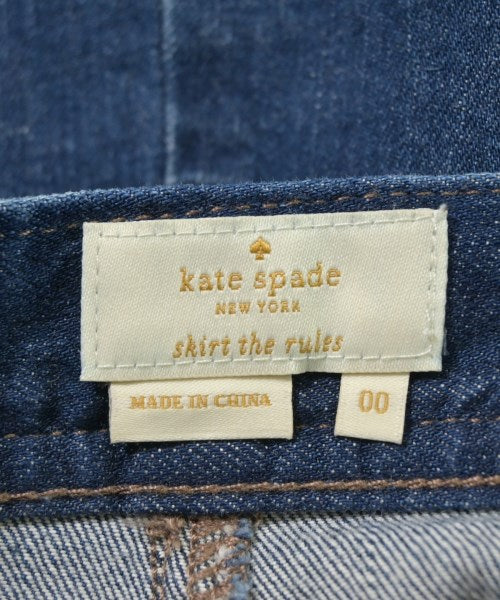 kate spade
NEW YORK
skirt the rules
MADE IN CHINA
00